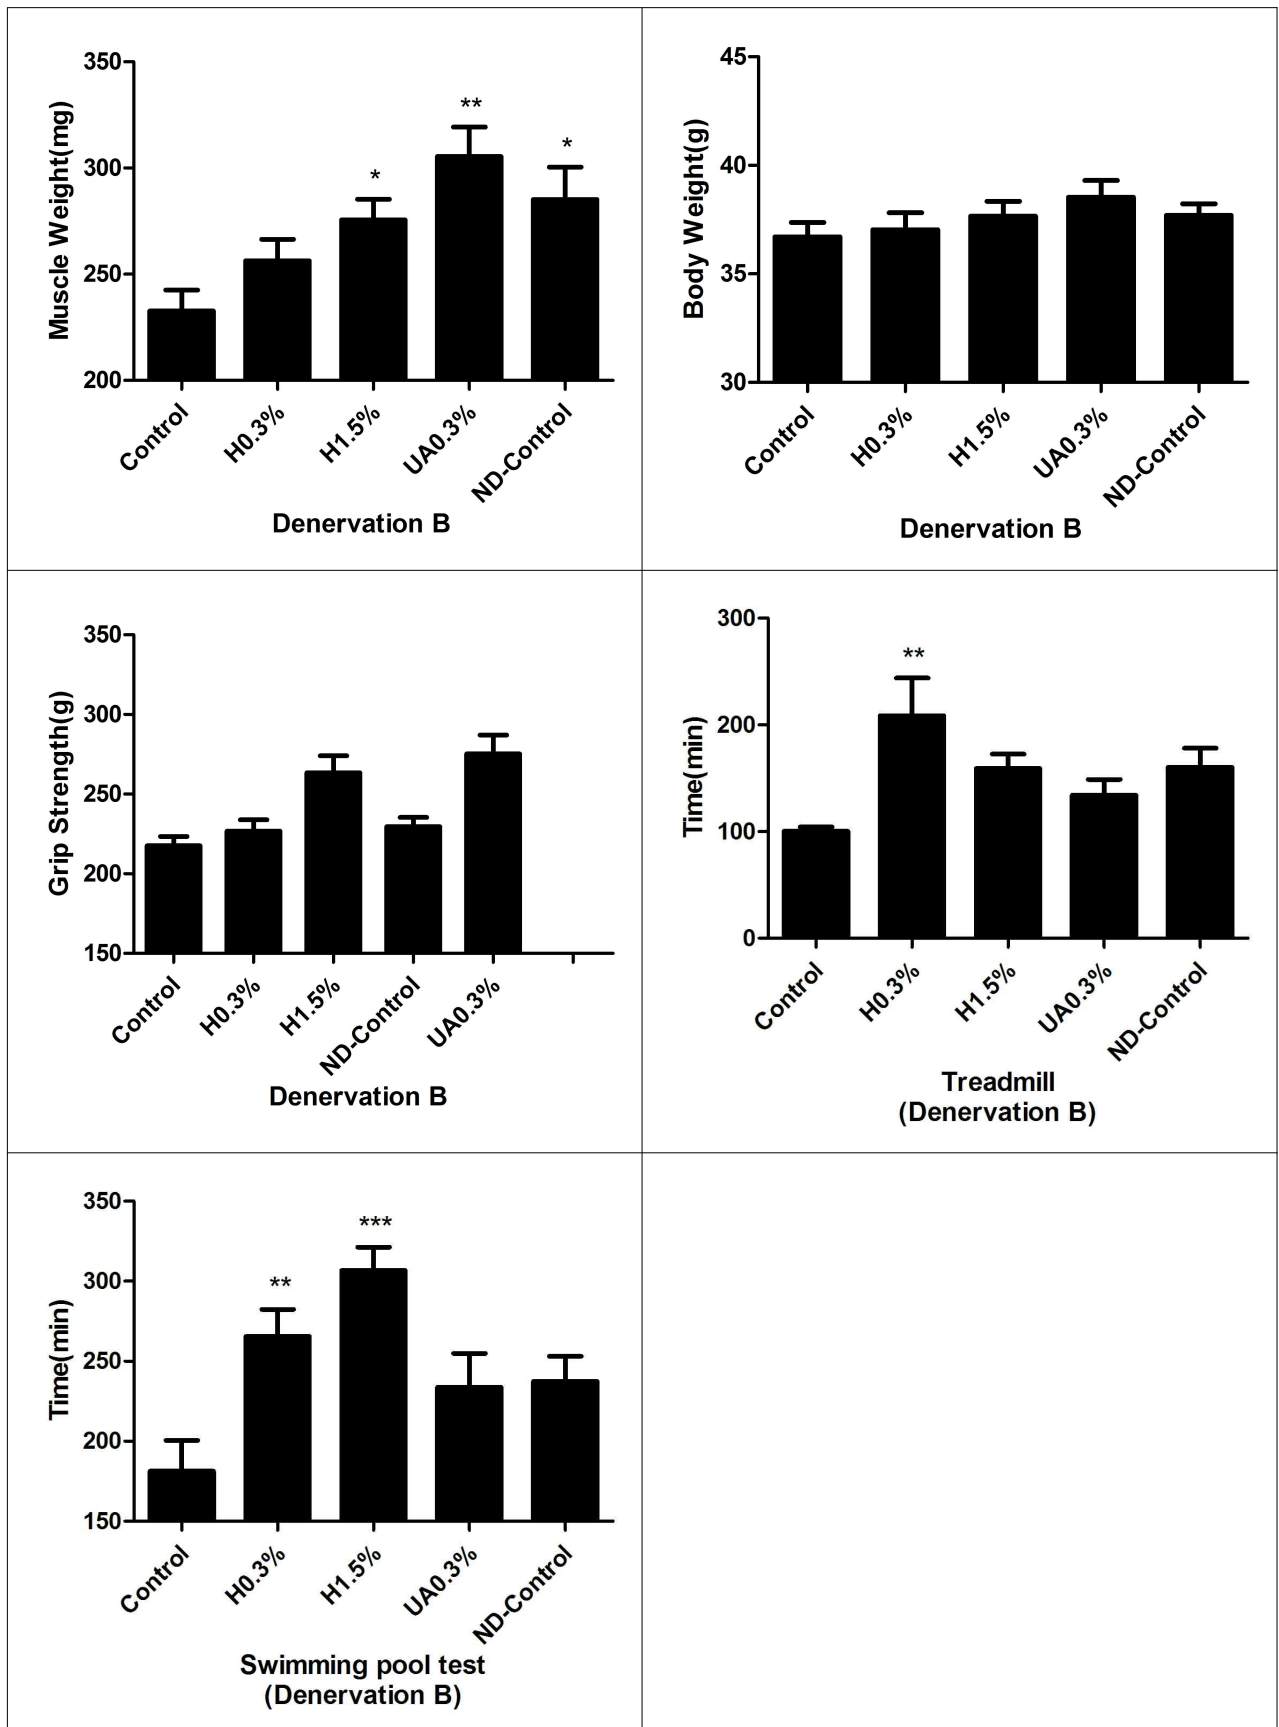 350
300
250
200
Muscle Weight(mg)
*
**
*
Control
H0.3%
H1.5%
UA0.3%
ND-Control
Denervation B
45
40
35
30
Body Weight(g)
Control
H0.3%
H1.5%
UA0.3%
ND-Control
Denervation B
350
300
250
200
150
Grip Strength(g)
Control
H0.3%
H1.5%
ND-Control
UA0.3%
Denervation B
300
200
100
0
Time(min)
**
Control
H0.3%
H1.5%
UA0.3%
ND-Control
Treadmill
(Denervation B)
350
300
250
200
150
Time(min)
**
***
Control
H0.3%
H1.5%
UA0.3%
ND-Control
Swimming pool test
(Denervation B)